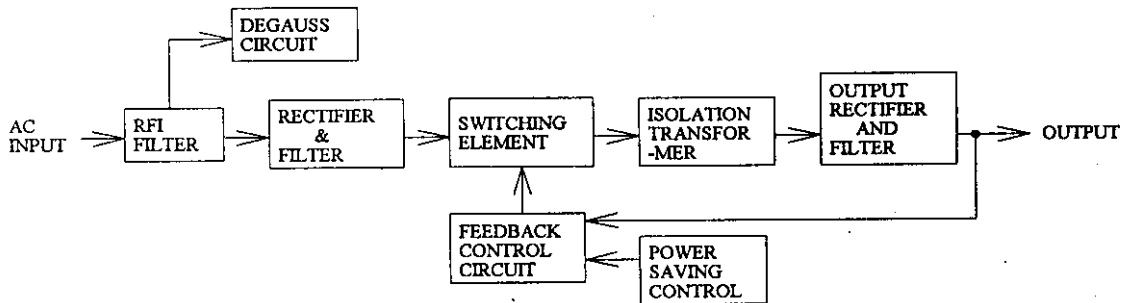 DEGAUSS
CIRCUIT
AC
INPUT
RFI
FILTER
RECTIFIER
&
FILTER
SWITCHING
ELEMENT
ISOLATION
TRANSFOR
-MER
OUTPUT
RECTIFIER
AND
FILTER
OUTPUT
FEEDBACK
CONTROL
CIRCUIT
POWER
SAVING
CONTROL